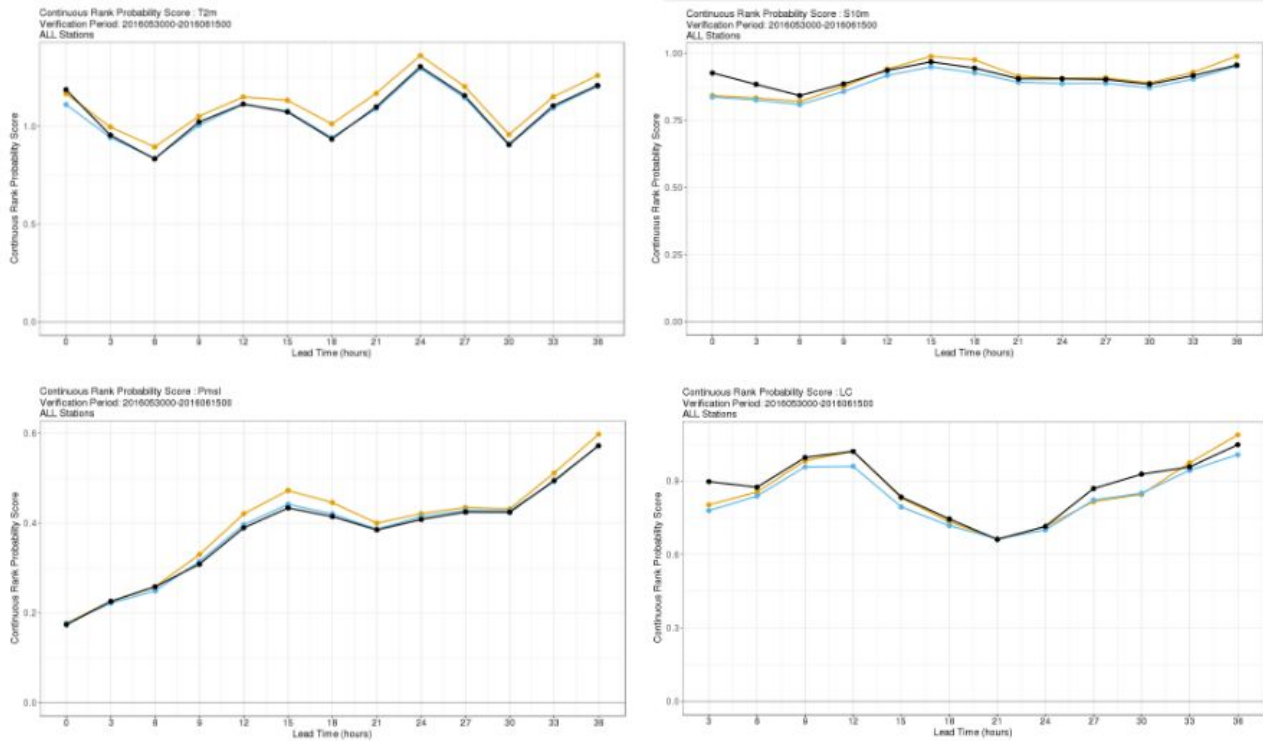 Continuous Rank Probability Score : T2m
Verification Period: 2016053000-2016061500
ALL Stations
Continuous Rank Probability Score
1.0
0.5
0.0
0 3 6 9 12 15 18 21 24 27 30 33 36
Lead Time (hours)
Continuous Rank Probability Score : S10m
Verification Period: 2016053000-2016061500
ALL Stations
Continuous Rank Probability Score
1.00
0.75
0.50
0.25
0.00
0 3 6 9 12 15 18 21 24 27 30 33 36
Lead Time (hours)
Continuous Rank Probability Score : Pmsl
Verification Period: 2016053000-2016061500
ALL Stations
Continuous Rank Probability Score
0.6
0.4
0.2
0.0
0 3 6 9 12 15 18 21 24 27 30 33 36
Lead Time (hours)
Continuous Rank Probability Score : LC
Verification Period: 2016053000-2016061500
ALL Stations
Continuous Rank Probability Score
0.9
0.6
0.3
0.0
3 6 9 12 15 18 21 24 27 30 33 36
Lead Time (hours)